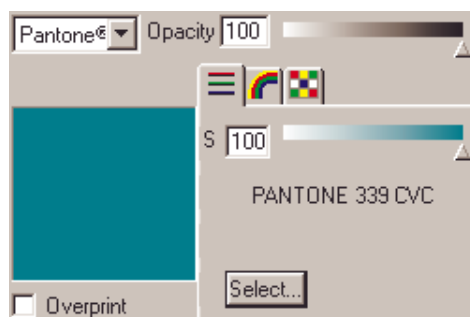 Pantone® Opacity 100
S 100
PANTONE 339 CVC
Select...
Overprint